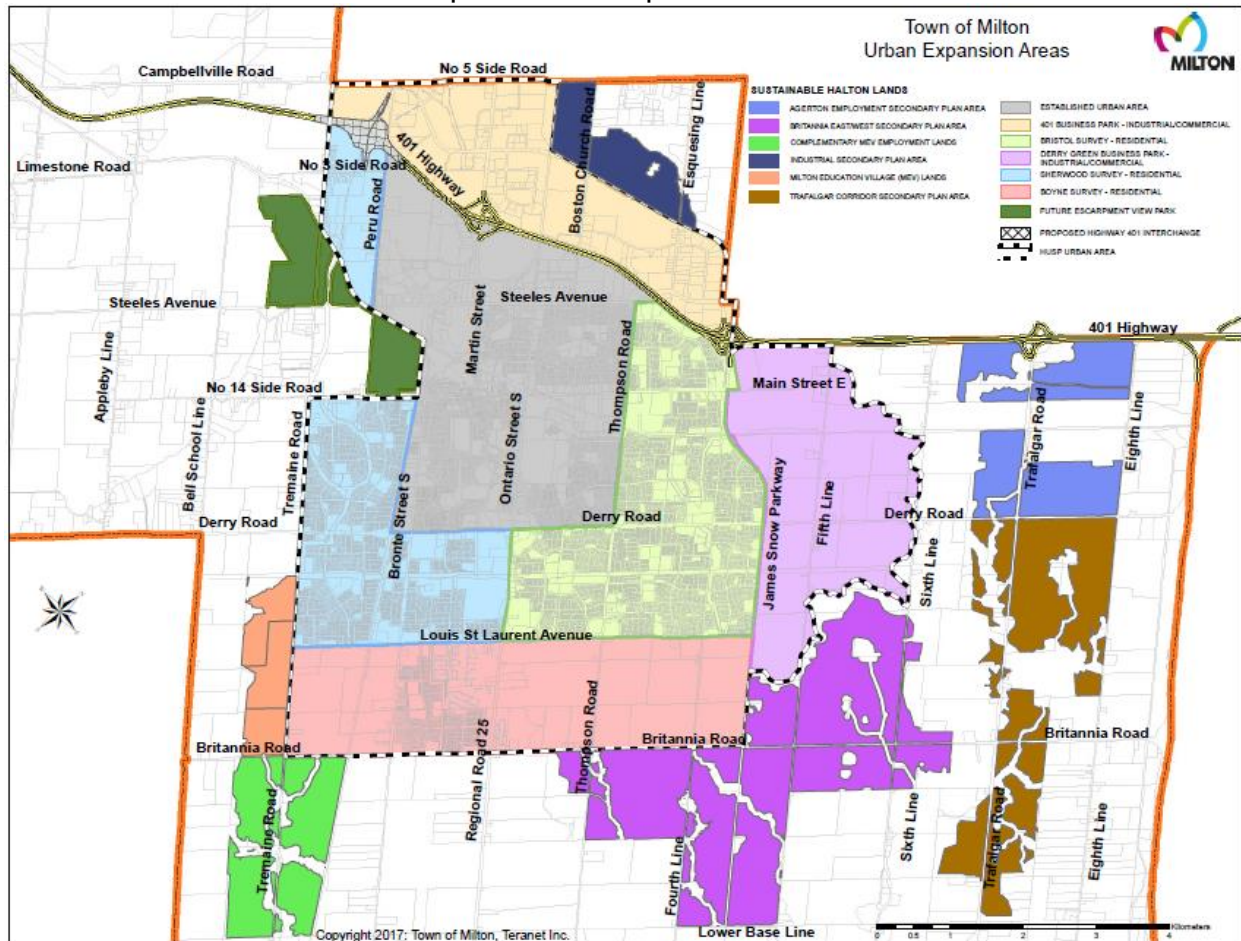 Town of Milton
Urban Expansion Areas
MILTON
SUSTAINABLE HALTON LANDS
AGERTON EMPLOYMENT SECONDARY PLAN AREA
BRITANNIA EAST/WEST SECONDARY PLAN AREA
COMPLEMENTARY MEV EMPLOYMENT LANDS
INDUSTRIAL SECONDARY PLAN AREA
MILTON EDUCATION VILLAGE (MEV) LANDS
TRAFALGAR CORRIDOR SECONDARY PLAN AREA
ESTABLISHED URBAN AREA
401 BUSINESS PARK - INDUSTRIAL/COMMERCIAL
BRISTOL SURVEY - RESIDENTIAL
DERRY GREEN BUSINESS PARK -
INDUSTRIAL/COMMERCIAL
SHERWOOD SURVEY - RESIDENTIAL
BOYNE SURVEY - RESIDENTIAL
FUTURE ESCARPMENT VIEW PARK
PROPOSED HIGHWAY 401 INTERCHANGE
HUSP URBAN AREA
Campbellville Road
No 5 Side Road
Limestone Road
No 3 Side Road
401 Highway
Peru Road
Boston Church Road
Esquesing Line
Steeles Avenue
Steeles Avenue
Martin Street
401 Highway
Appleby Line
No 14 Side Road
Thompson Road
Main Street E
Bell School Line
Tremaine Road
Ontario Street S
Trafalgar Road
Eighth Line
Derry Road
Bronte Street S
Derry Road
James Snow Parkway
Fifth Line
Derry Road
Sixth Line
Louis St Laurent Avenue
Britannia Road
Regional Road 25
Thompson Road
Britannia Road
Britannia Road
Tremaine Road
Fourth Line
Sixth Line
Trafalgar Road
Eighth Line
Lower Base Line
Copyright 2017: Town of Milton, Teranet Inc.
Kilometers
0 0.5 1 2 3 4